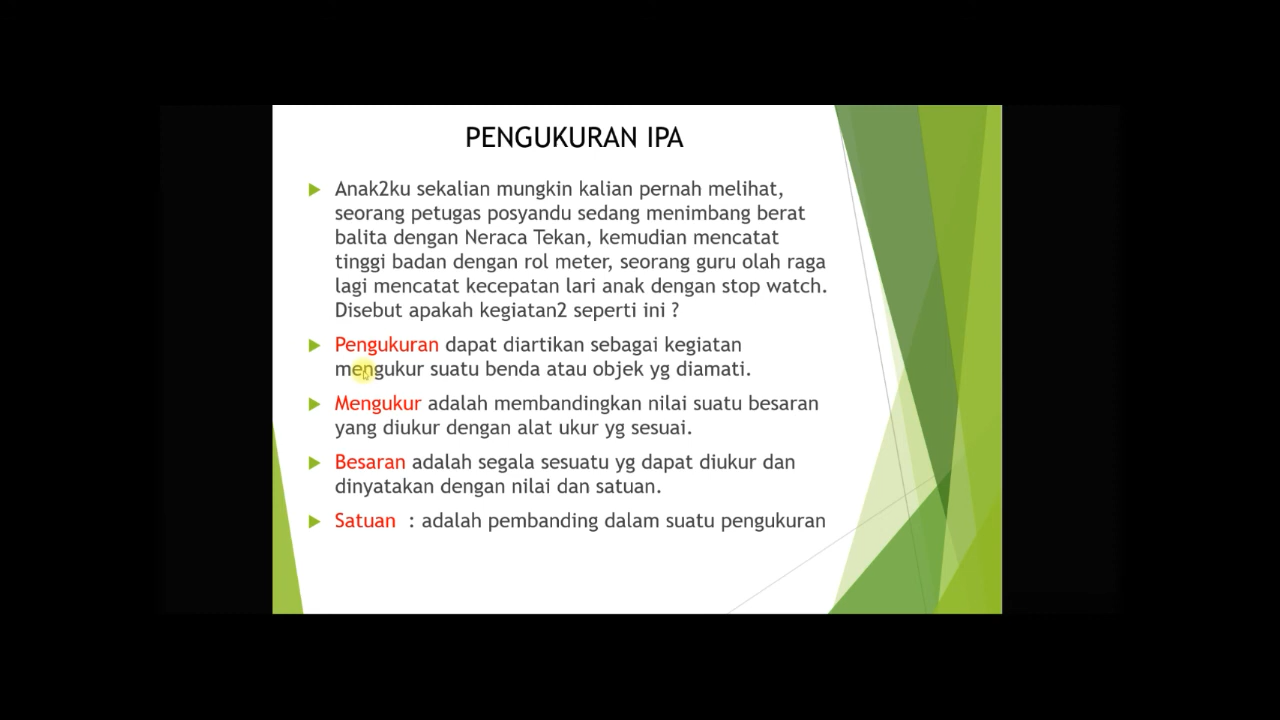 PENGUKURAN IPA
Anak2ku sekalian mungkin kalian pernah melihat,
seorang petugas posyandu sedang menimbang berat
balita dengan Neraca Tekan, kemudian mencatat
tinggi badan dengan rol meter, seorang guru olah raga
lagi mencatat kecepatan lari anak dengan stop watch.
Disebut apakah kegiatan2 seperti ini ?
Pengukuran dapat diartikan sebagai kegiatan
mengukur suatu benda atau objek yg diamati.
Mengukur adalah membandingkan nilai suatu besaran
yang diukur dengan alat ukur yg sesuai.
Besaran adalah segala sesuatu yg dapat diukur dan
dinyatakan dengan nilai dan satuan.
Satuan : adalah pembanding dalam suatu pengukuran